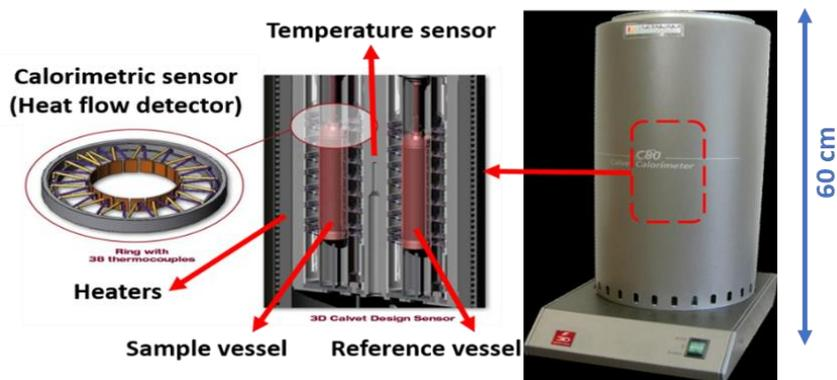 Temperature sensor
Calorimetric sensor
(Heat flow detector)
Ring with
38 thermocouples
Heaters
3D Calvet Design Sensor
Sample vessel
Reference vessel
C80
Calvet Calorimeter
3D
60 cm